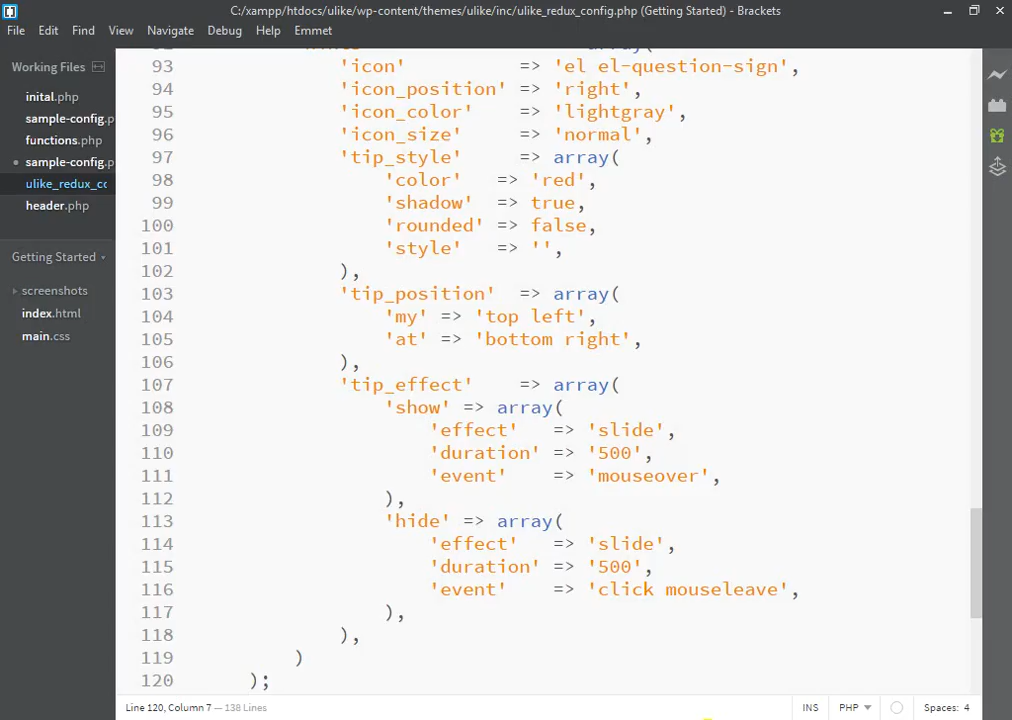 C:/xampp/htdocs/ulike/wp-content/themes/ulike/inc/ulike_redux_config.php (Getting Started) - Brackets
File Edit Find View Navigate Debug Help Emmet
Working Files
inital.php
sample-config.p
functions.php
sample-config.p
ulike_redux_co
header.php
Getting Started
screenshots
index.html
main.css
93 'icon' => 'el el-question-sign',
94 'icon_position' => 'right',
95 'icon_color' => 'lightgray',
96 'icon_size' => 'normal',
97 'tip_style' => array(
98 'color' => 'red',
99 'shadow' => true,
100 'rounded' => false,
101 'style' => '',
102 ),
103 'tip_position' => array(
104 'my' => 'top left',
105 'at' => 'bottom right',
106 ),
107 'tip_effect' => array(
108 'show' => array(
109 'effect' => 'slide',
110 'duration' => '500',
111 'event' => 'mouseover',
112 ),
113 'hide' => array(
114 'effect' => 'slide',
115 'duration' => '500',
116 'event' => 'click mouseleave',
117 ),
118 ),
119 )
120 );
Line 120, Column 7 — 138 Lines
INS PHP Spaces: 4